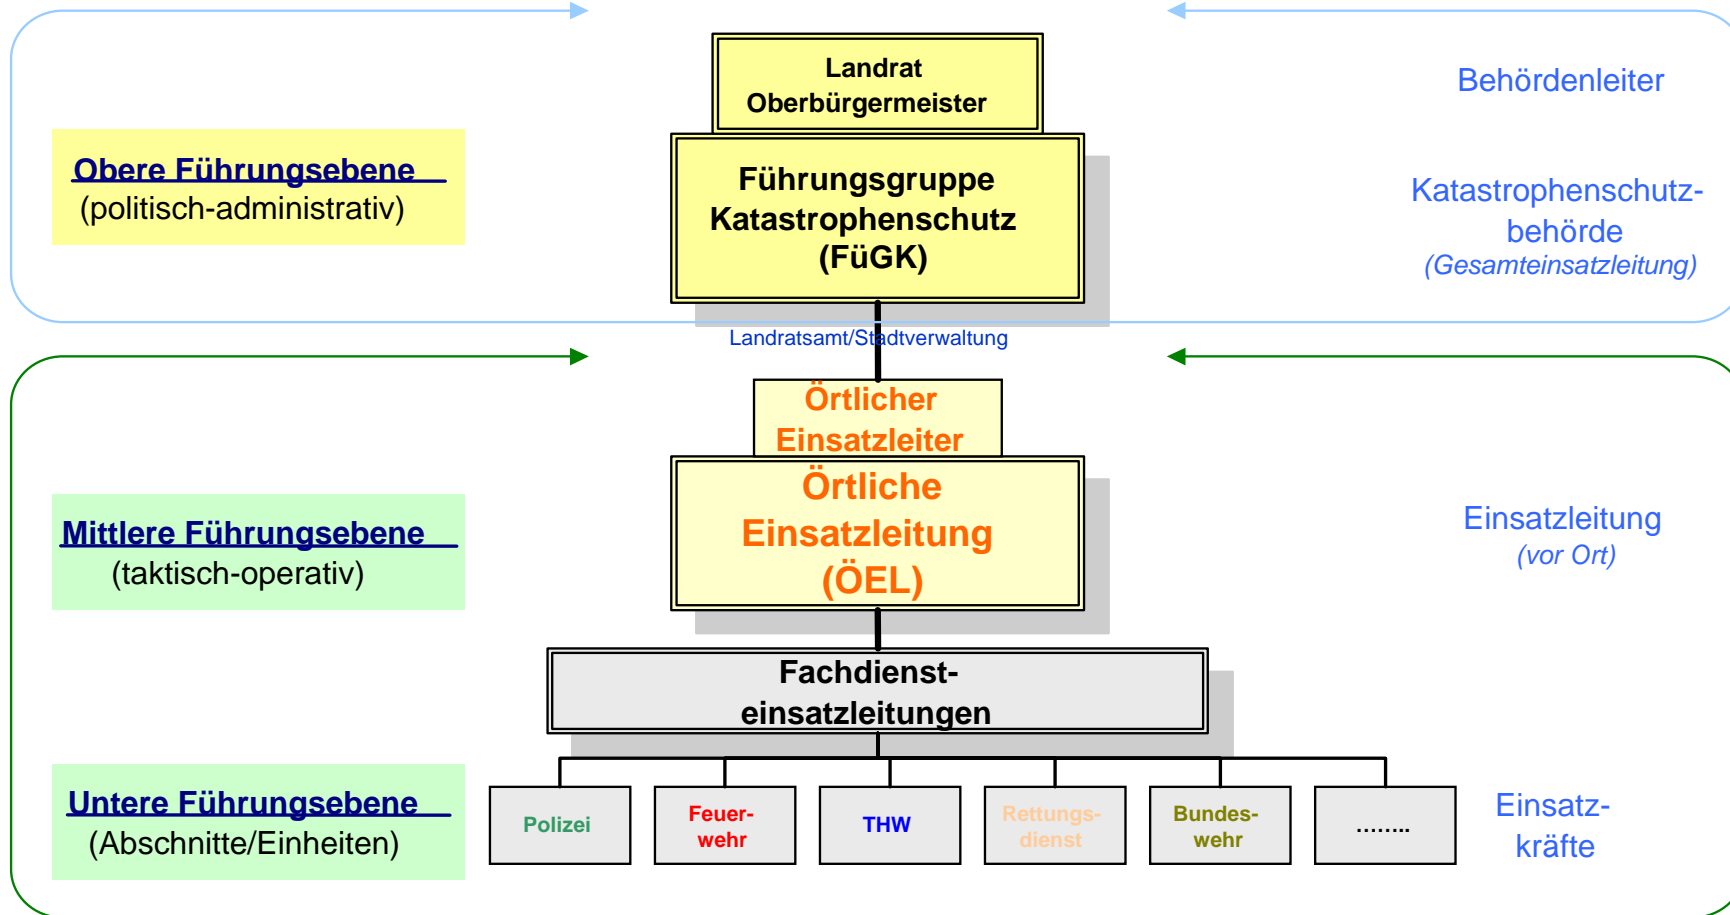 Landrat
Oberbürgermeister
Behördenleiter
Obere Führungsebene
(politisch-administrativ)
Führungsgruppe
Katastrophenschutz
(FüGK)
Katastrophenschutz-
behörde
(Gesamteinsatzleitung)
Landratsamt/Stadtverwaltung
Örtlicher
Einsatzleiter
Mittlere Führungsebene
(taktisch-operativ)
Örtliche
Einsatzleitung
(ÖEL)
Einsatzleitung
(vor Ort)
Fachdienst-
einsatzleitungen
Untere Führungsebene
(Abschnitte/Einheiten)
Polizei
Feuer-
wehr
THW
Rettungs-
dienst
Bundes-
wehr
……..
Einsatz-
kräfte